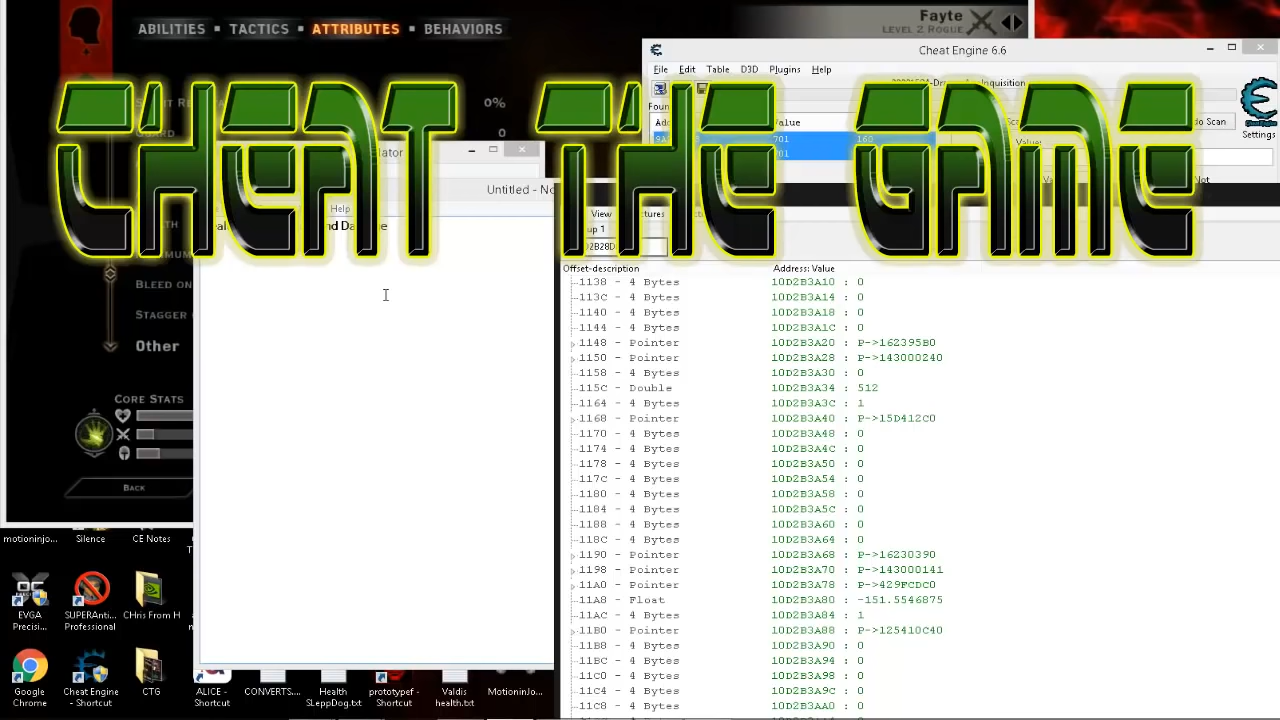 ABILITIES ▪ TACTICS ▪ ATTRIBUTES ▪ BEHAVIORS
Fayte
LEVEL 2 ROGUE
Cheat Engine 6.6
File Edit Table D3D Plugins Help
0%
0
Value
701 160
701
Settings
CHEAT THE GAME
Untitled - No
Help
View
BLEED ON
STAGGER
Other
CORE STATS
BACK
Offset-description Address: Value
1138 - 4 Bytes 10D2B3A10 : 0
113C - 4 Bytes 10D2B3A14 : 0
1140 - 4 Bytes 10D2B3A18 : 0
1144 - 4 Bytes 10D2B3A1C : 0
1148 - Pointer 10D2B3A20 : P->162395B0
1150 - Pointer 10D2B3A28 : P->143000240
1158 - 4 Bytes 10D2B3A30 : 0
115C - Double 10D2B3A34 : 512
1164 - 4 Bytes 10D2B3A3C : 1
1168 - Pointer 10D2B3A40 : P->15D412C0
1170 - 4 Bytes 10D2B3A48 : 0
1174 - 4 Bytes 10D2B3A4C : 0
1178 - 4 Bytes 10D2B3A50 : 0
117C - 4 Bytes 10D2B3A54 : 0
1180 - 4 Bytes 10D2B3A58 : 0
1184 - 4 Bytes 10D2B3A5C : 0
1188 - 4 Bytes 10D2B3A60 : 0
118C - 4 Bytes 10D2B3A64 : 0
1190 - Pointer 10D2B3A68 : P->16230390
1198 - Pointer 10D2B3A70 : P->143000141
11A0 - Pointer 10D2B3A78 : P->429FCDC0
11A8 - Float 10D2B3A80 : -151.5546875
11AC - 4 Bytes 10D2B3A84 : 1
11B0 - Pointer 10D2B3A88 : P->125410C40
11B8 - 4 Bytes 10D2B3A90 : 0
11BC - 4 Bytes 10D2B3A94 : 0
11C0 - 4 Bytes 10D2B3A98 : 0
11C4 - 4 Bytes 10D2B3A9C : 0
11C8 - 4 Bytes 10D2B3AA0 : 0
motioninjo... Silence CE Notes
EVGA Precisi... SUPERAnti... Professional CHris From H
Google Chrome Cheat Engine - Shortcut CTG ALICE - Shortcut CONVERTS.... Health SLeppDog.txt prototypef - Shortcut Valdis health.txt MotioninJo...